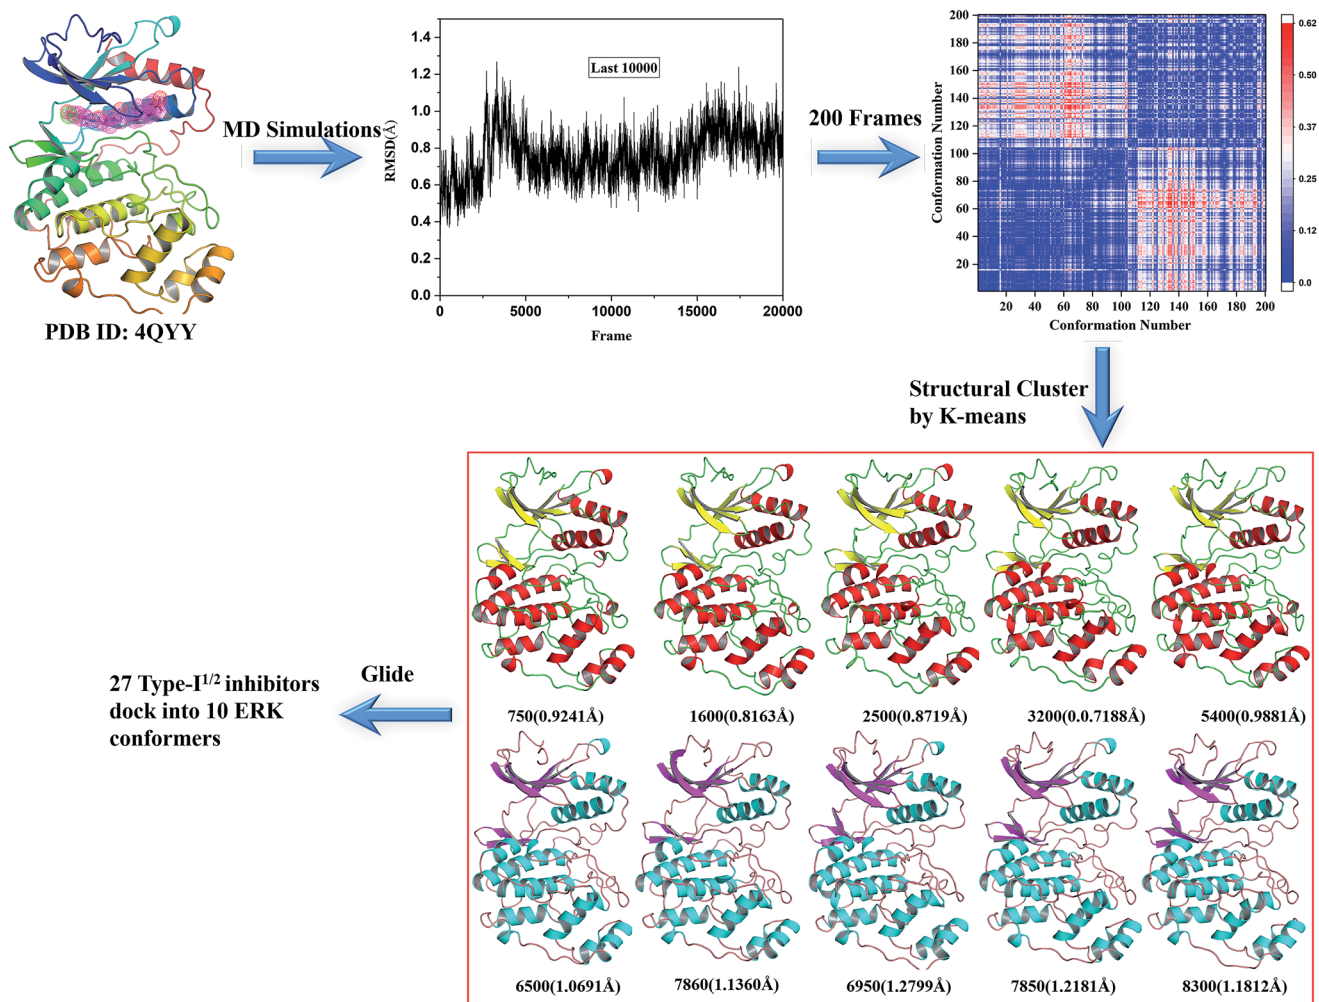 PDB ID: 4QYY
MD Simulations
1.4
1.2
1.0
0.8
0.6
0.4
0.2
0.0
RMSD(Å)
Last 10000
0
5000
10000
15000
20000
Frame
200 Frames
200
180
160
140
120
100
80
60
40
20
Conformation Number
20 40 60 80 100 120 140 160 180 200
Conformation Number
0.62
0.50
0.37
0.25
0.12
0.0
Structural Cluster
by K-means
750(0.9241Å)
1600(0.8163Å)
2500(0.8719Å)
3200(0.0.7188Å)
5400(0.9881Å)
6500(1.0691Å)
7860(1.1360Å)
6950(1.2799Å)
7850(1.2181Å)
8300(1.1812Å)
Glide
27 Type-I1/2 inhibitors
dock into 10 ERK
conformers